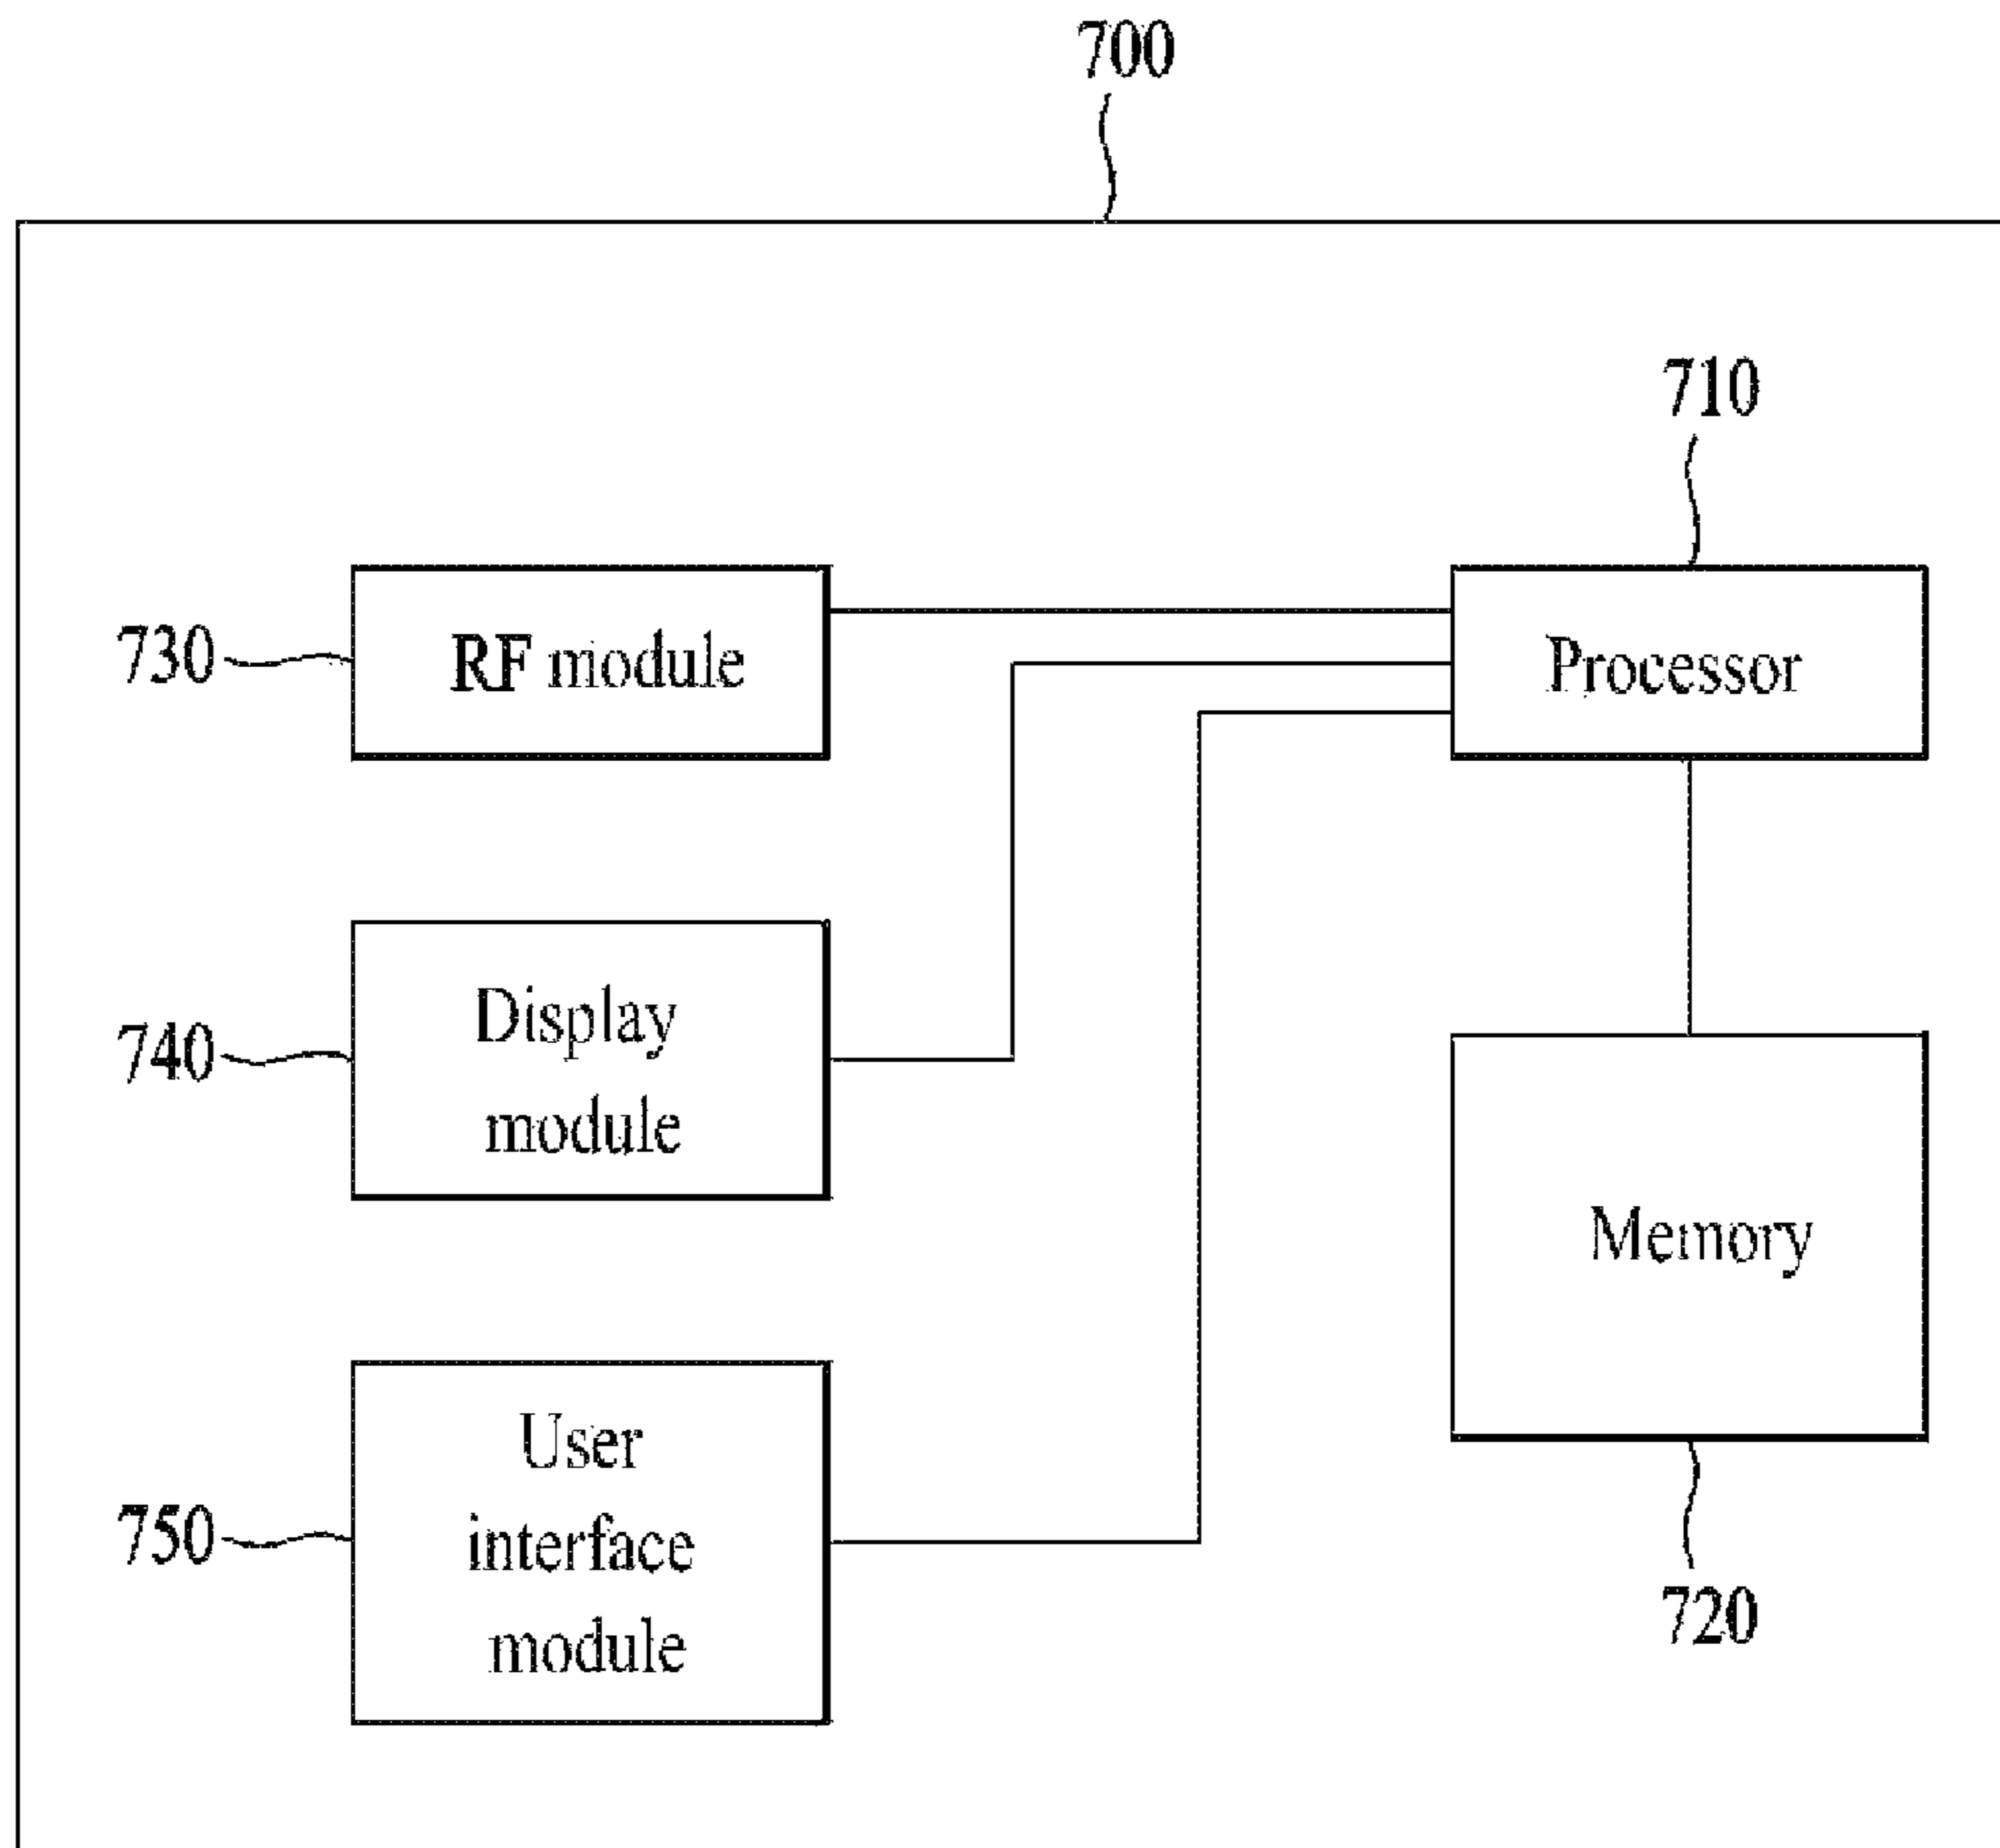 700
710
730
RF module
Processor
740
Display
module
Memory
750
User
interface
module
720